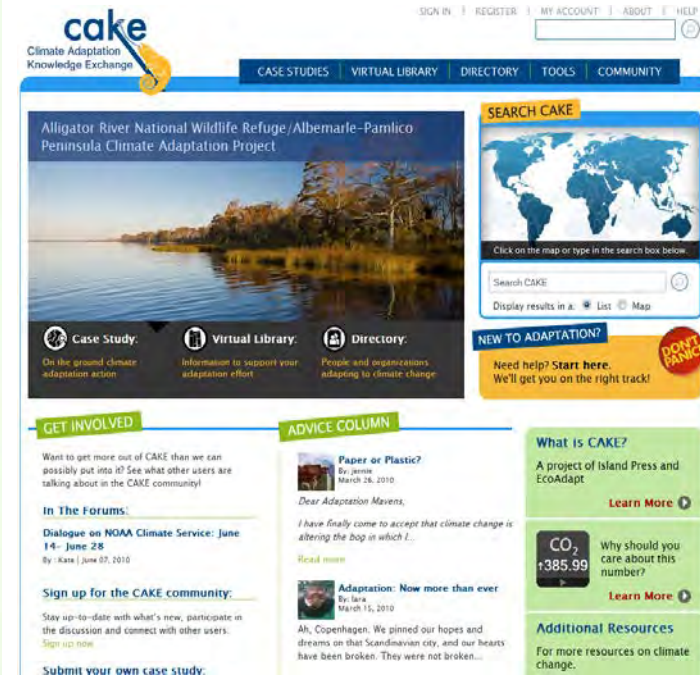 SIGN IN | REGISTER | MY ACCOUNT | ABOUT | HELP
cake
Climate Adaptation
Knowledge Exchange
CASE STUDIES | VIRTUAL LIBRARY | DIRECTORY | TOOLS | COMMUNITY
Alligator River National Wildlife Refuge/Albemarle-Pamlico
Peninsula Climate Adaptation Project
Case Study:
On the ground climate
adaptation action
Virtual Library:
Information to support your
adaptation effort
Directory:
People and organizations
adapting to climate change
SEARCH CAKE
Click on the map or type in the search box below.
Search CAKE
Display results in a: List Map
NEW TO ADAPTATION?
Need help? Start here.
We'll get you on the right track!
DON'T
PANIC
GET INVOLVED
Want to get more out of CAKE than we can
possibly put into it? See what other users are
talking about in the CAKE community!
In The Forums:
Dialogue on NOAA Climate Service: June
14- June 28
By : Kate | June 07, 2010
Sign up for the CAKE community:
Stay up-to-date with what's new, participate in
the discussion and connect with other users.
Sign up now
Submit your own case study:
ADVICE COLUMN
Paper or Plastic?
By: jennie
March 26, 2010
Dear Adaptation Mavens,
I have finally come to accept that climate change is
altering the bog in which I...
Read more
Adaptation: Now more than ever
By: lara
March 15, 2010
Ah, Copenhagen. We pinned our hopes and
dreams on that Scandinavian city, and our hearts
have been broken. They were not broken...
What is CAKE?
A project of Island Press and
EcoAdapt
Learn More
CO2
↑385.99
Why should you
care about this
number?
Learn More
Additional Resources
For more resources on climate
change.